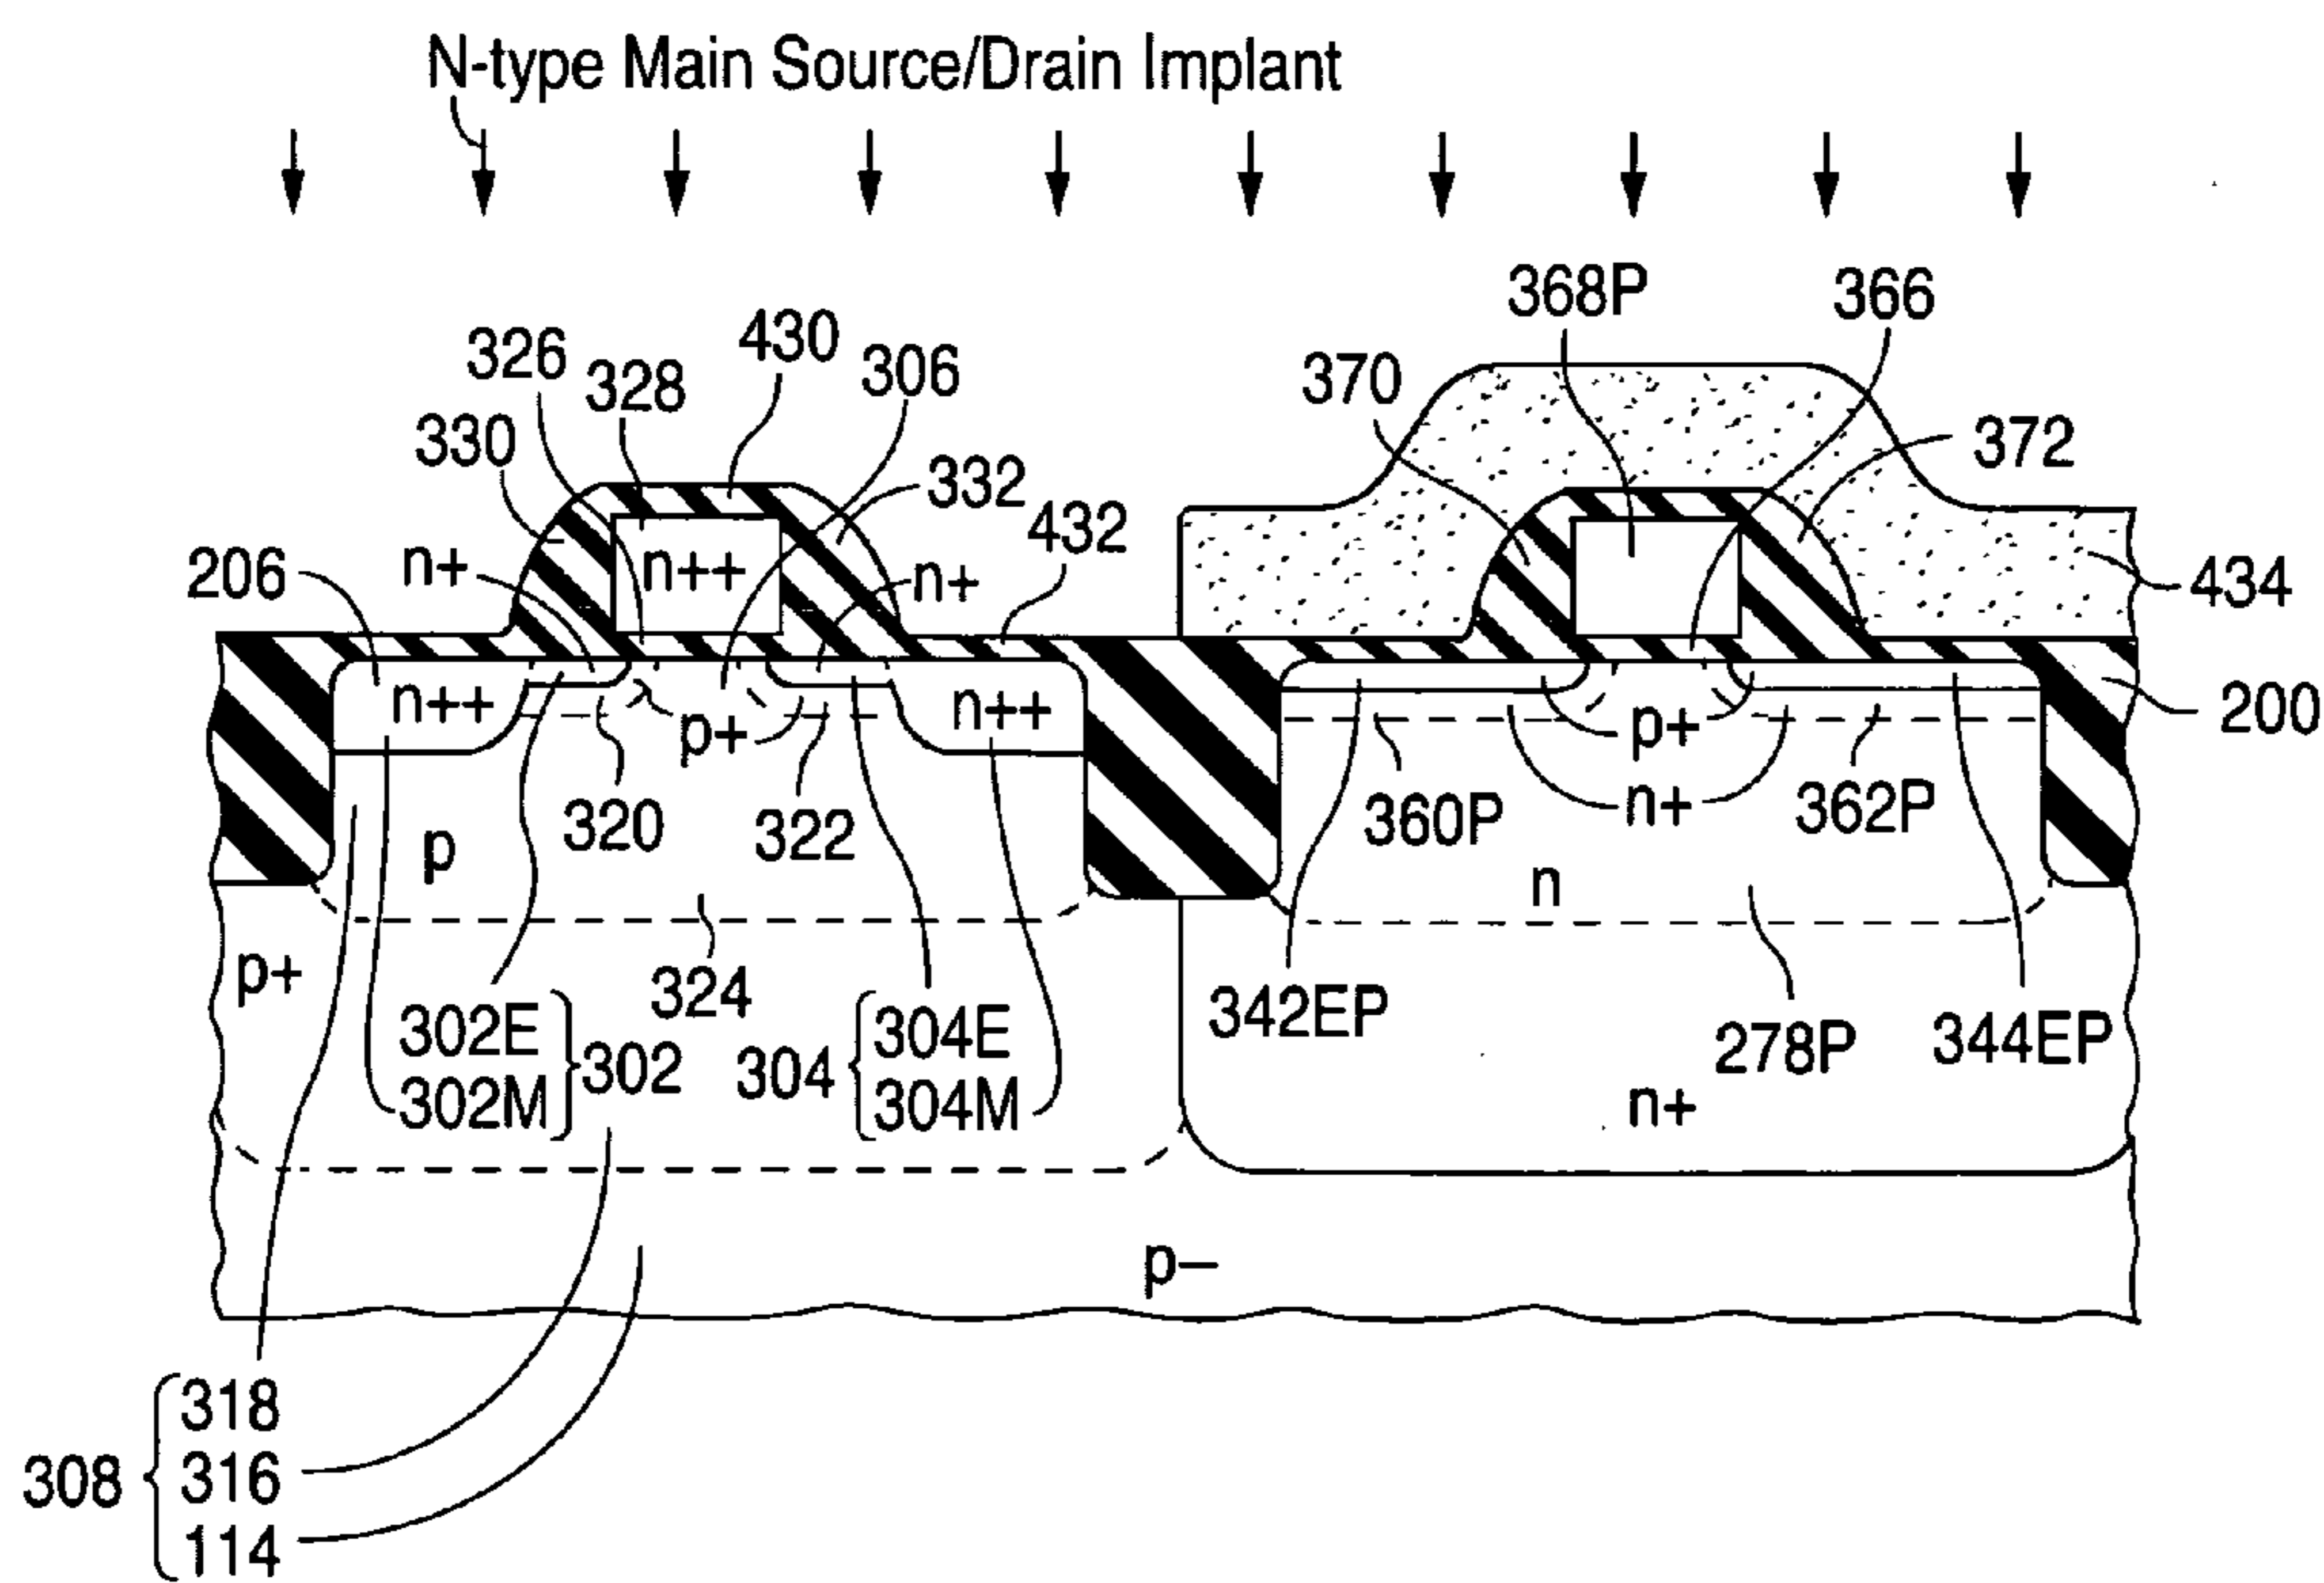 N-type Main Source/Drain Implant
368P
366
326
328
430
306
370
330
332
372
432
206
n+
n++
n+
434
n++
p+
n++
p+
200
320
322
360P
n+
362P
p
n
p+
324
342EP
278P
344EP
302E
302M
302
304
304E
304M
n+
p−
308
318
316
114